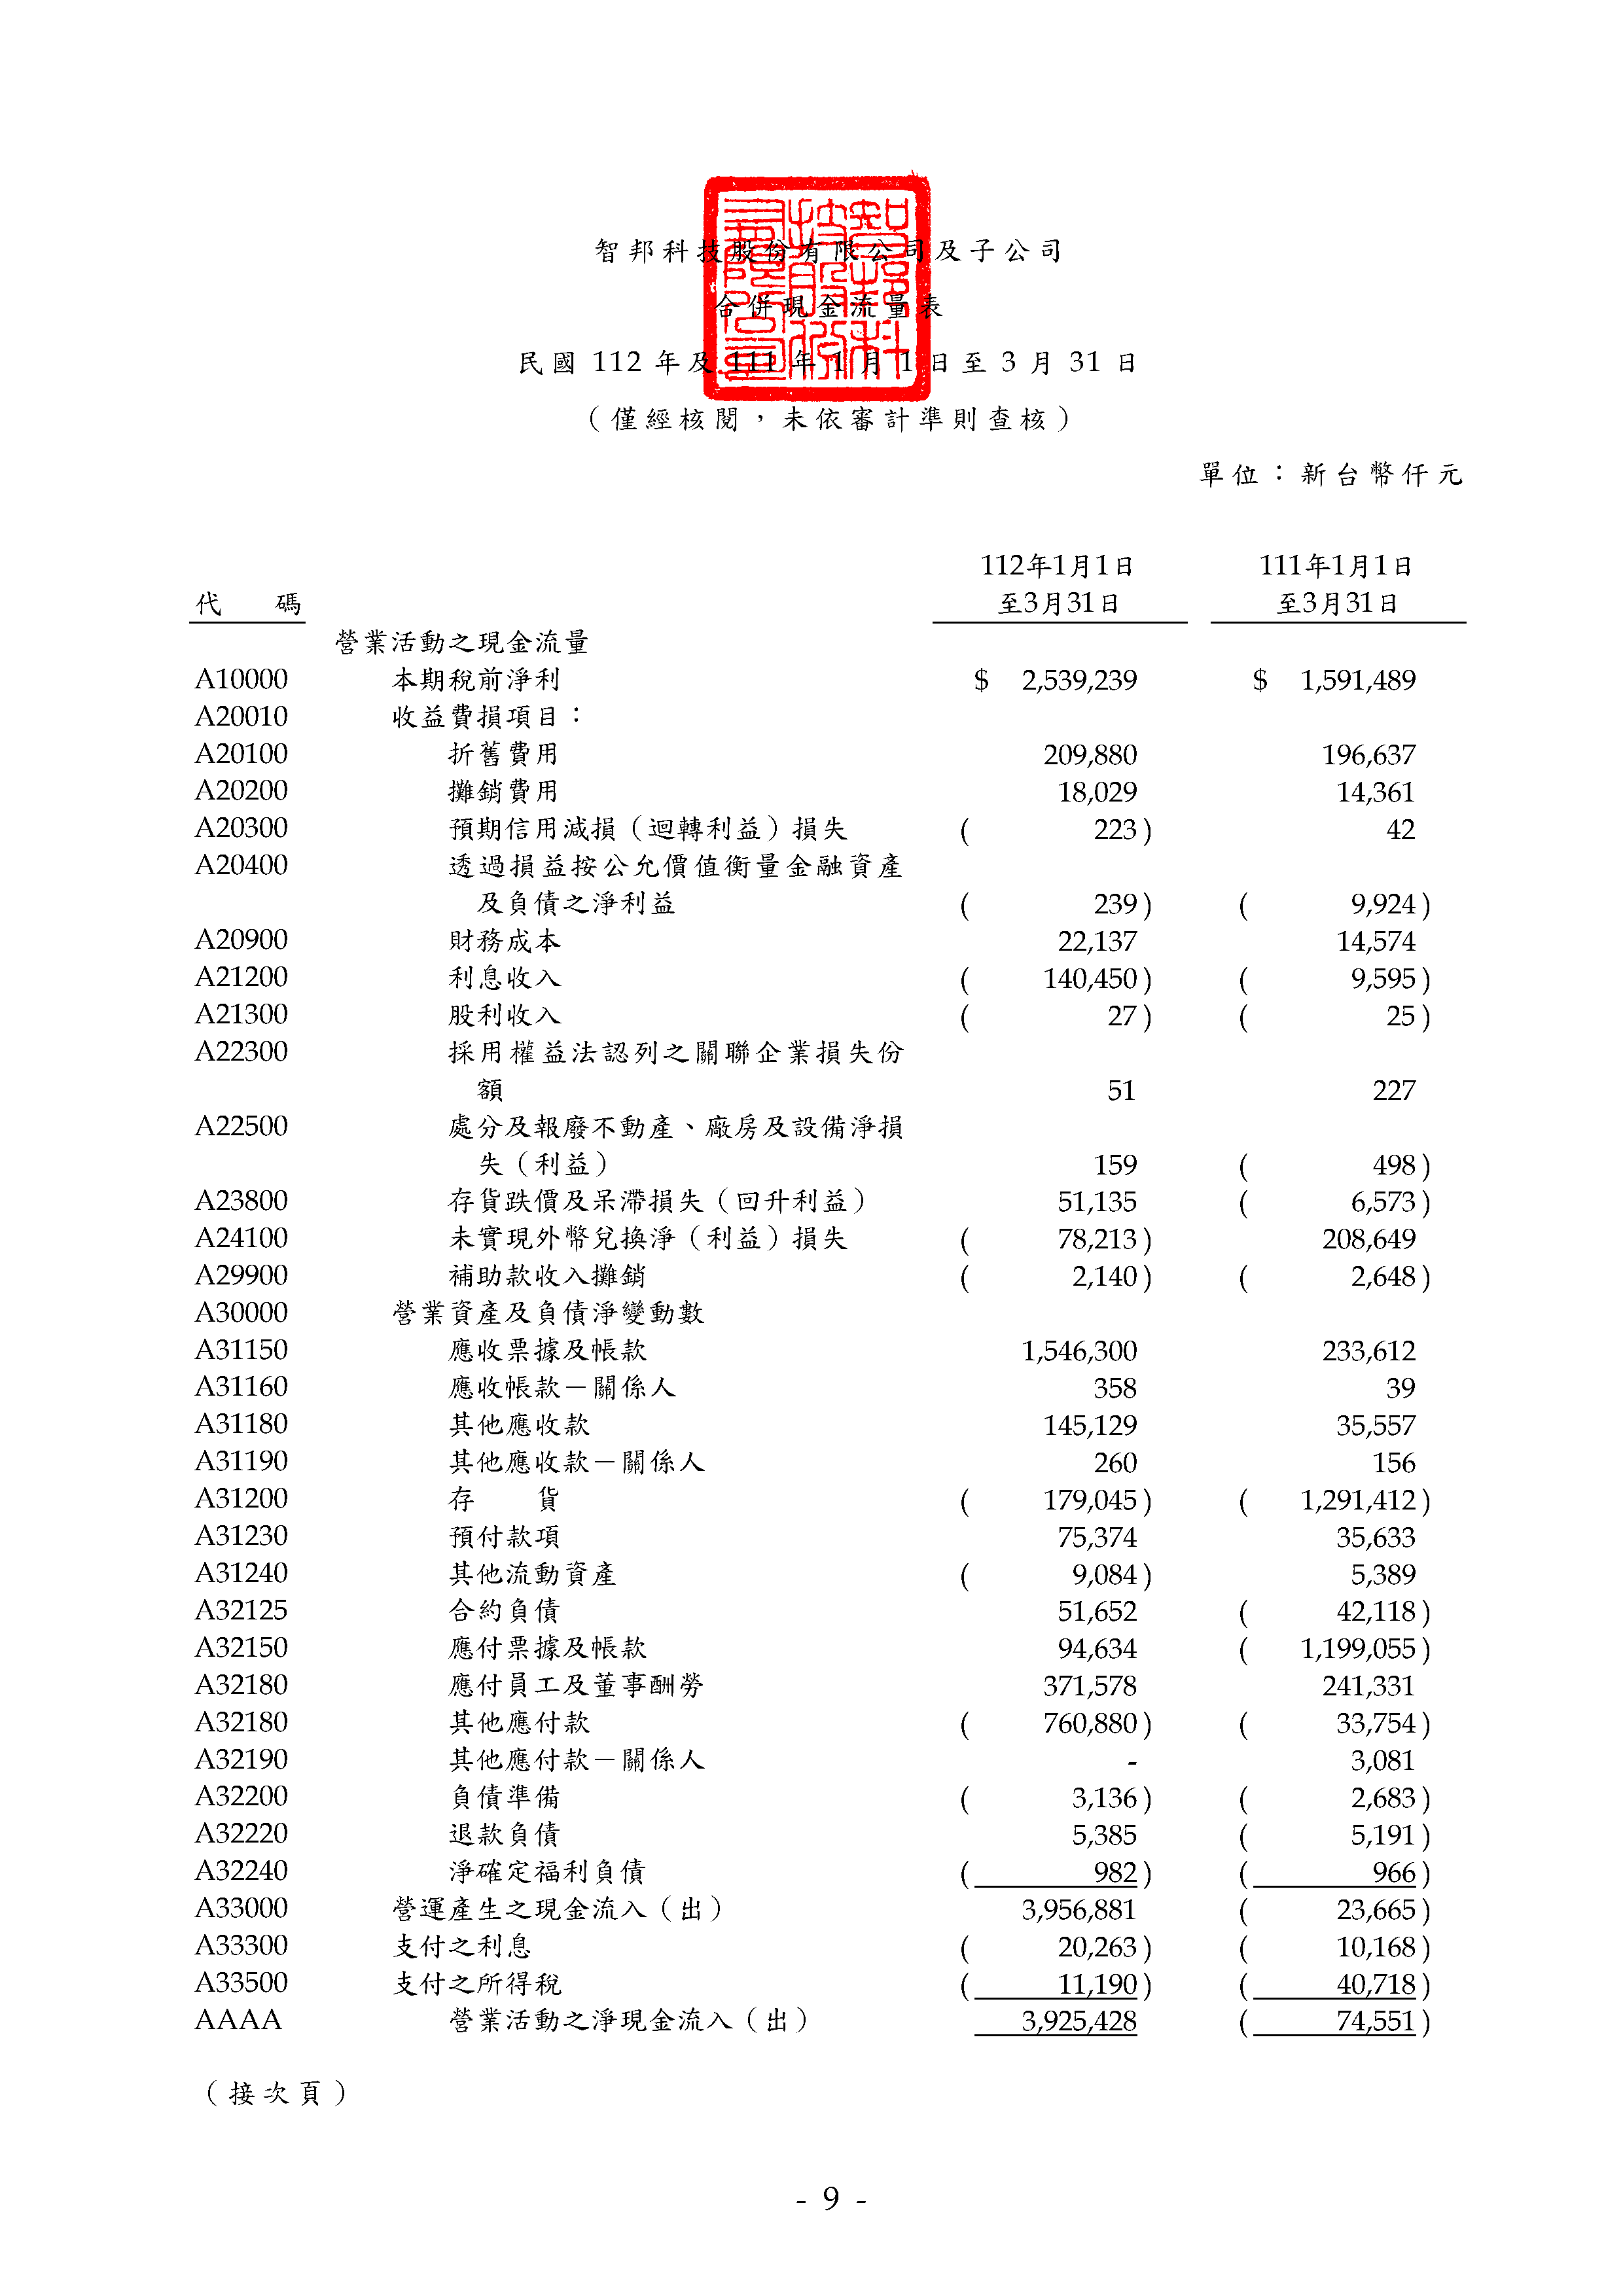 智邦科技股份有限公司及子公司
合併現金流量表
民國 112 年及 111 年 1 月 1 日至 3 月 31 日
（僅經核閱，未依審計準則查核）
單位：新台幣仟元
112年1月1日 111年1月1日
代 碼 至3月31日 至3月31日
營業活動之現金流量
A10000 本期稅前淨利 $ 2,539,239 $ 1,591,489
A20010 收益費損項目：
A20100 折舊費用 209,880 196,637
A20200 攤銷費用 18,029 14,361
A20300 預期信用減損（迴轉利益）損失 ( 223 ) 42
A20400 透過損益按公允價值衡量金融資產
及負債之淨利益 ( 239 ) ( 9,924 )
A20900 財務成本 22,137 14,574
A21200 利息收入 ( 140,450 ) ( 9,595 )
A21300 股利收入 ( 27 ) ( 25 )
A22300 採用權益法認列之關聯企業損失份
額 51 227
A22500 處分及報廢不動產、廠房及設備淨損
失（利益） 159 ( 498 )
A23800 存貨跌價及呆滯損失（回升利益） 51,135 ( 6,573 )
A24100 未實現外幣兌換淨（利益）損失 ( 78,213 ) 208,649
A29900 補助款收入攤銷 ( 2,140 ) ( 2,648 )
A30000 營業資產及負債淨變動數
A31150 應收票據及帳款 1,546,300 233,612
A31160 應收帳款－關係人 358 39
A31180 其他應收款 145,129 35,557
A31190 其他應收款－關係人 260 156
A31200 存 貨 ( 179,045 ) ( 1,291,412 )
A31230 預付款項 75,374 35,633
A31240 其他流動資產 ( 9,084 ) 5,389
A32125 合約負債 51,652 ( 42,118 )
A32150 應付票據及帳款 94,634 ( 1,199,055 )
A32180 應付員工及董事酬勞 371,578 241,331
A32180 其他應付款 ( 760,880 ) ( 33,754 )
A32190 其他應付款－關係人 - 3,081
A32200 負債準備 ( 3,136 ) ( 2,683 )
A32220 退款負債 5,385 ( 5,191 )
A32240 淨確定福利負債 ( 982 ) ( 966 )
A33000 營運產生之現金流入（出） 3,956,881 ( 23,665 )
A33300 支付之利息 ( 20,263 ) ( 10,168 )
A33500 支付之所得稅 ( 11,190 ) ( 40,718 )
AAAA 營業活動之淨現金流入（出） 3,925,428 ( 74,551 )
（接次頁）
- 9 -